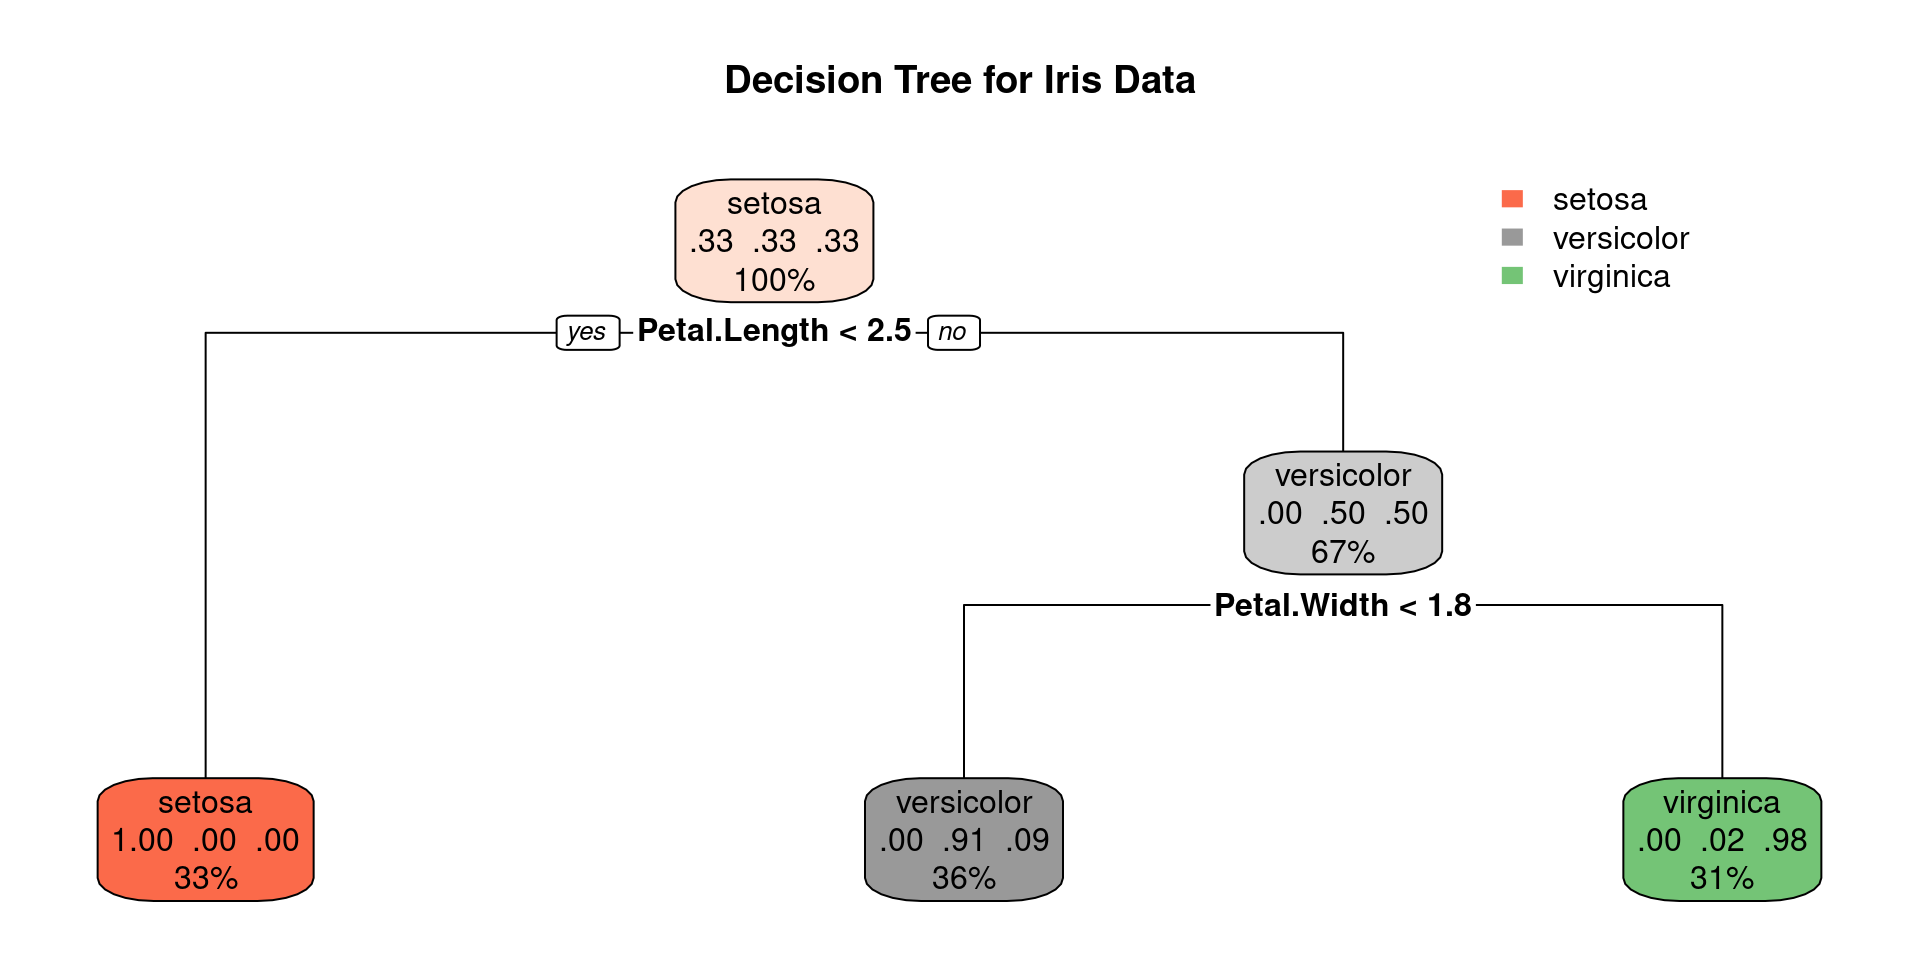 Decision Tree for Iris Data
setosa
.33 .33 .33
100%
setosa
versicolor
virginica
yes Petal.Length < 2.5 no
versicolor
.00 .50 .50
67%
Petal.Width < 1.8
setosa
1.00 .00 .00
33%
versicolor
.00 .91 .09
36%
virginica
.00 .02 .98
31%